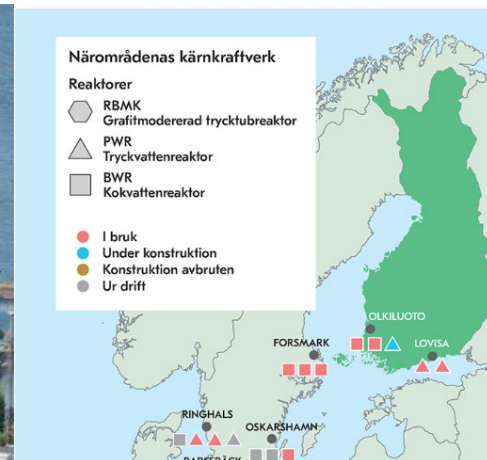 Närområdenas kärnkraftverk
Reaktorer
RBMK
Grafitmodererad trycktubreaktor
PWR
Tryckvattenreaktor
BWR
Kokvattenreaktor
I bruk
Under konstruktion
Konstruktion avbruten
Ur drift
OLKILUOTO
FORSMARK
LOVISA
RINGHALS
OSKARSHAMN